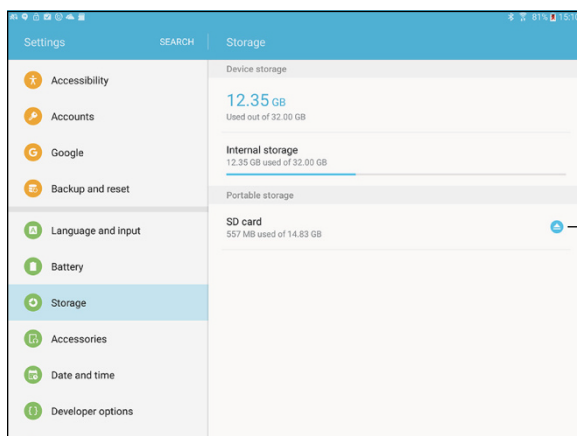 81% 15:10
Settings SEARCH Storage
Accessibility
Accounts
Google
Backup and reset
Language and input
Battery
Storage
Accessories
Date and time
Developer options
Device storage
12.35 GB
Used out of 32.00 GB
Internal storage
12.35 GB used of 32.00 GB
Portable storage
SD card
557 MB used of 14.83 GB